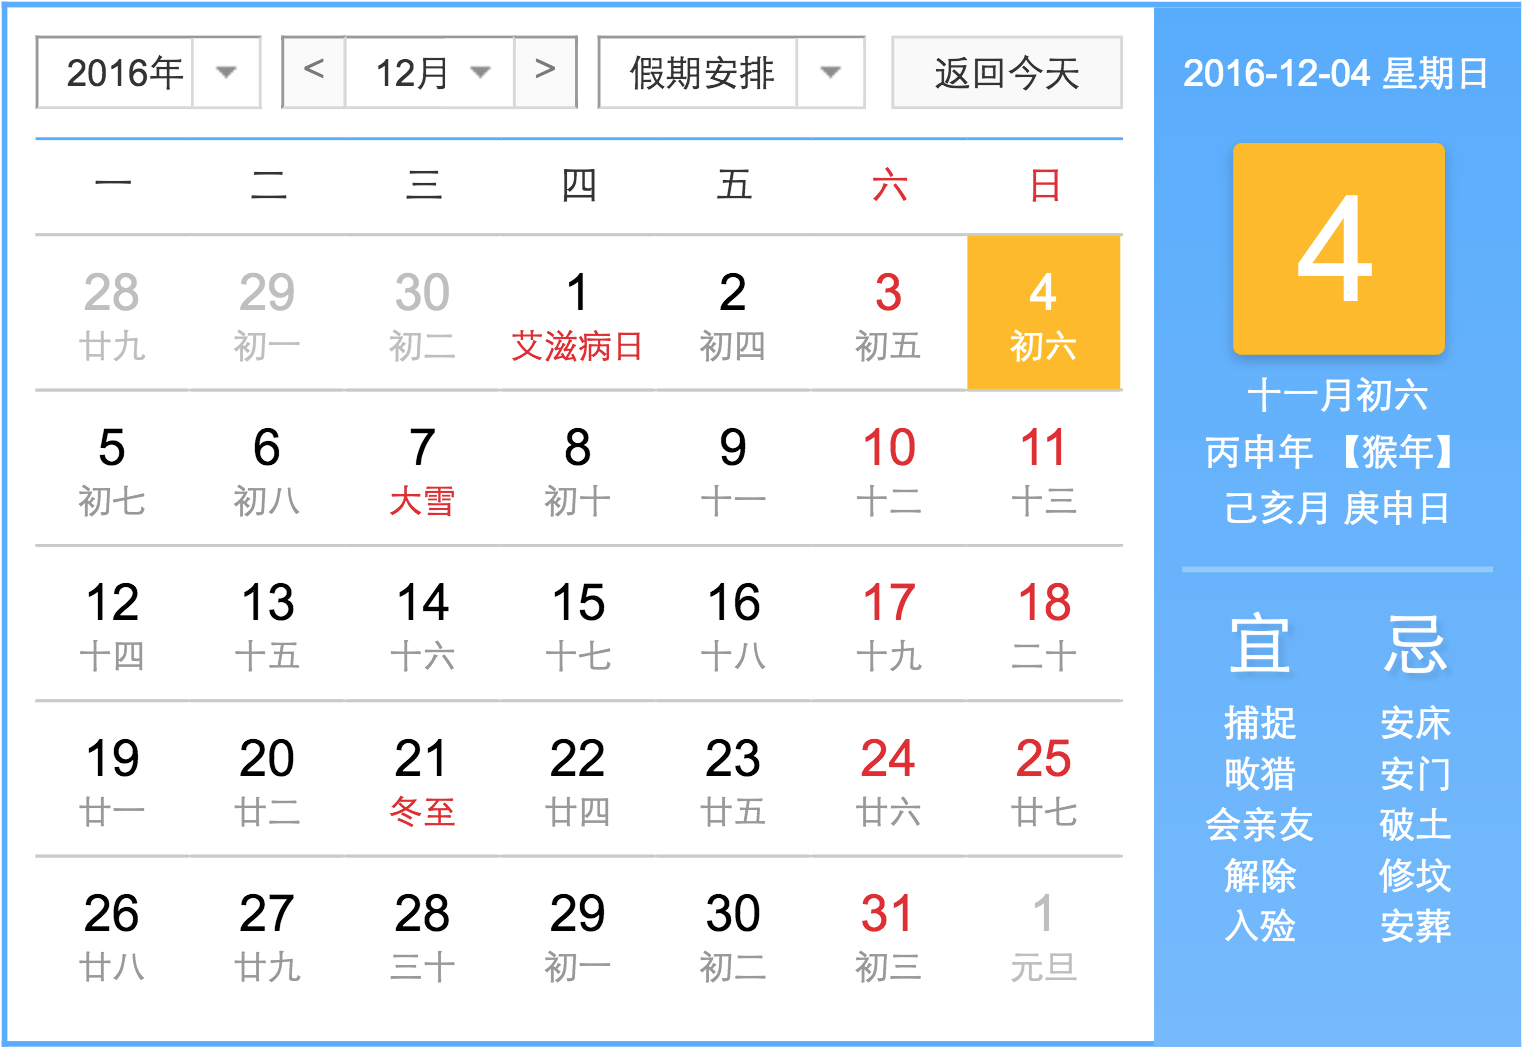 2016年 < 12月 > 假期安排 返回今天
一 二 三 四 五 六 日
28 29 30 1 2 3 4
廿九 初一 初二 艾滋病日 初四 初五 初六
5 6 7 8 9 10 11
初七 初八 大雪 初十 十一 十二 十三
12 13 14 15 16 17 18
十四 十五 十六 十七 十八 十九 二十
19 20 21 22 23 24 25
廿一 廿二 冬至 廿四 廿五 廿六 廿七
26 27 28 29 30 31 1
廿八 廿九 三十 初一 初二 初三 元旦
2016-12-04 星期日
4
十一月初六
丙申年 【猴年】
己亥月 庚申日
宜 忌
捕捉 安床
畋猎 安门
会亲友 破土
解除 修坟
入殓 安葬